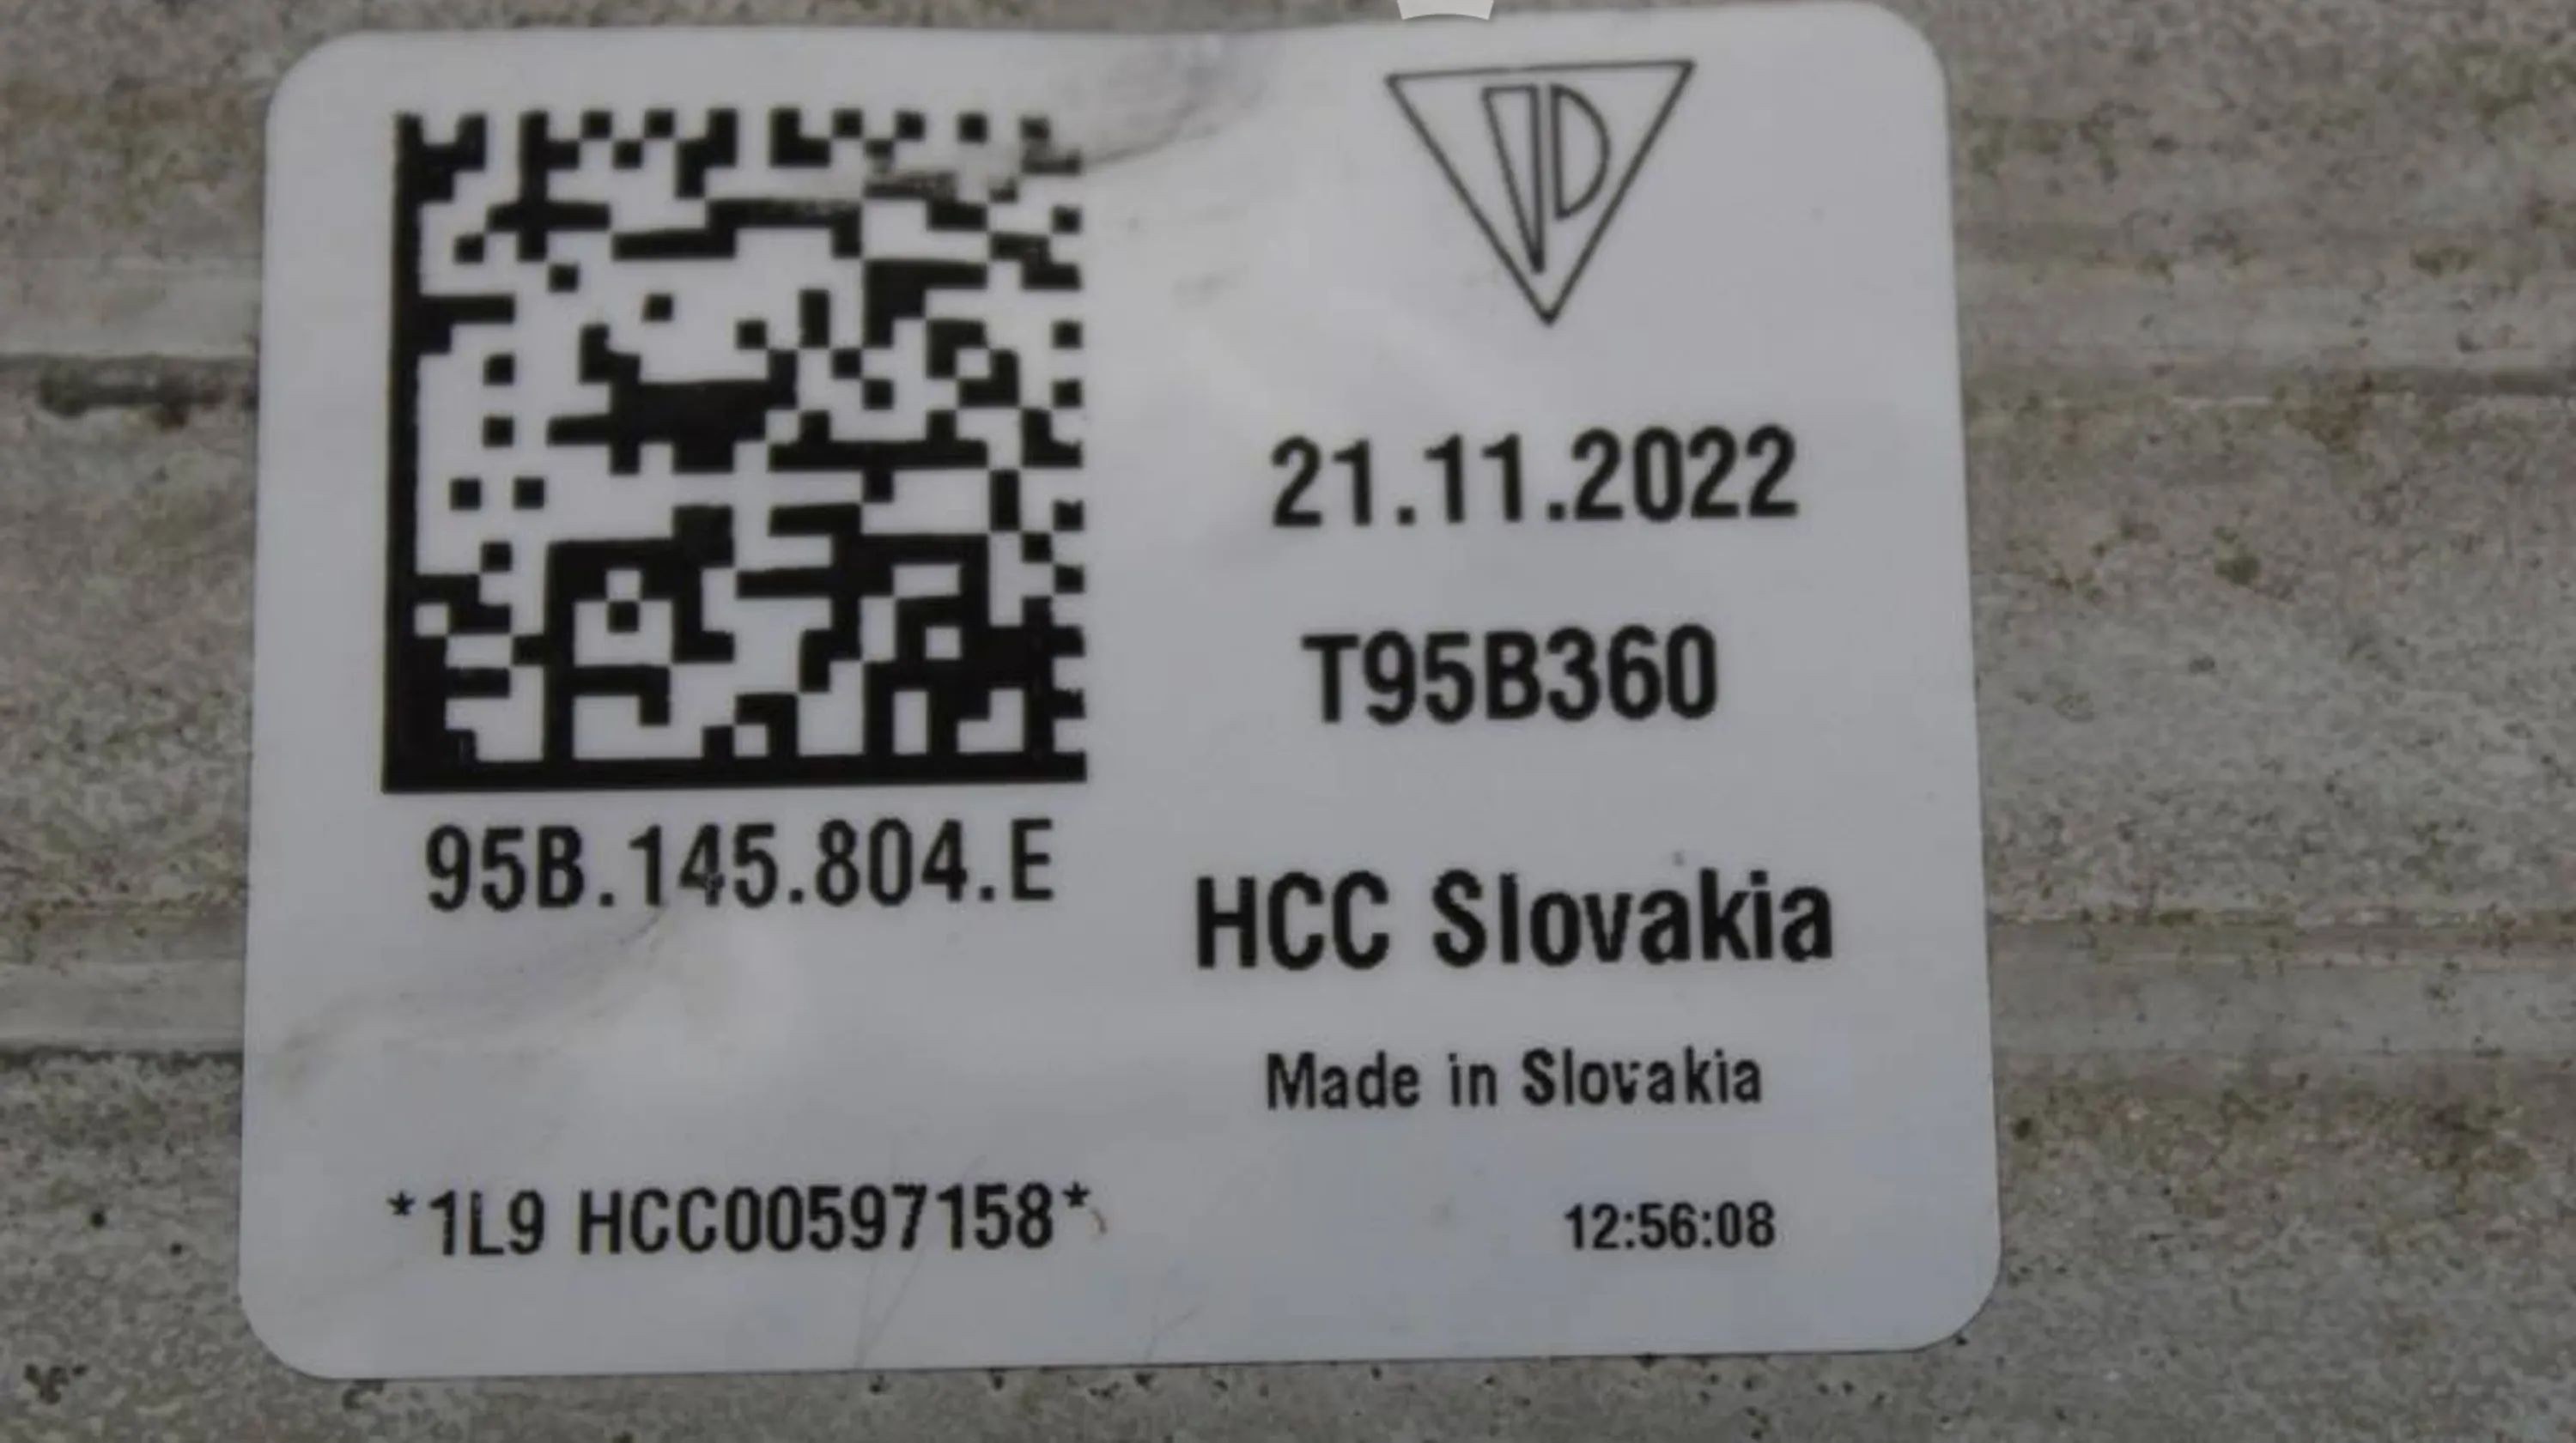 21.11.2022
T95B360
95B.145.804.E
HCC Slovakia
Made in Slovakia
*1L9 HCC00597158*
12:56:08